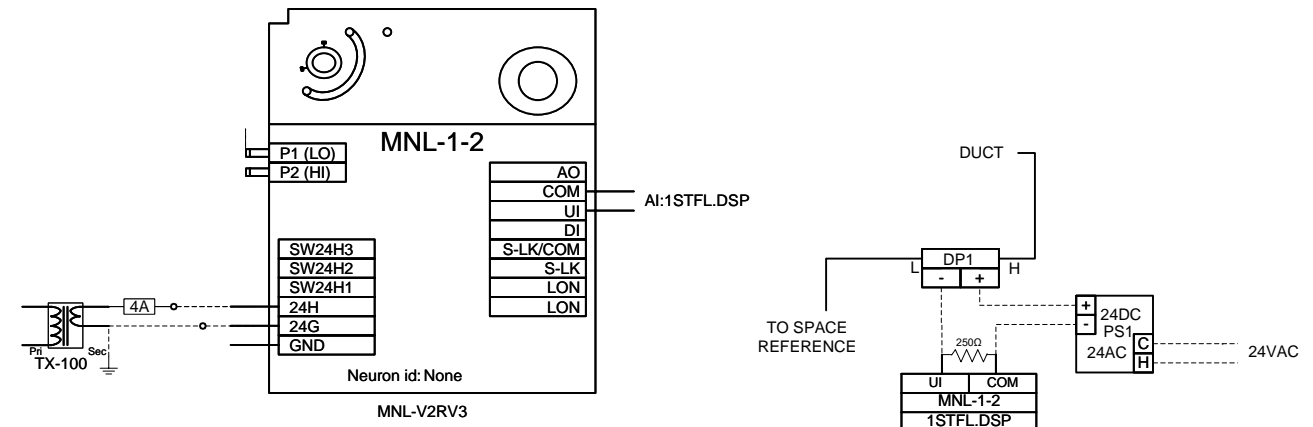 MNL-1-2
P1 (LO)
P2 (HI)
AO
COM
UI
DI
S-LK/COM
S-LK
LON
LON
AI:1STFL.DSP
SW24H3
SW24H2
SW24H1
24H
24G
GND
4A
Pri
Sec
TX-100
Neuron id: None
MNL-V2RV3
DUCT
L
DP1
H
- +
TO SPACE
REFERENCE
250Ω
UI COM
MNL-1-2
1STFL.DSP
+
-
24DC
PS1
24AC
C
H
24VAC